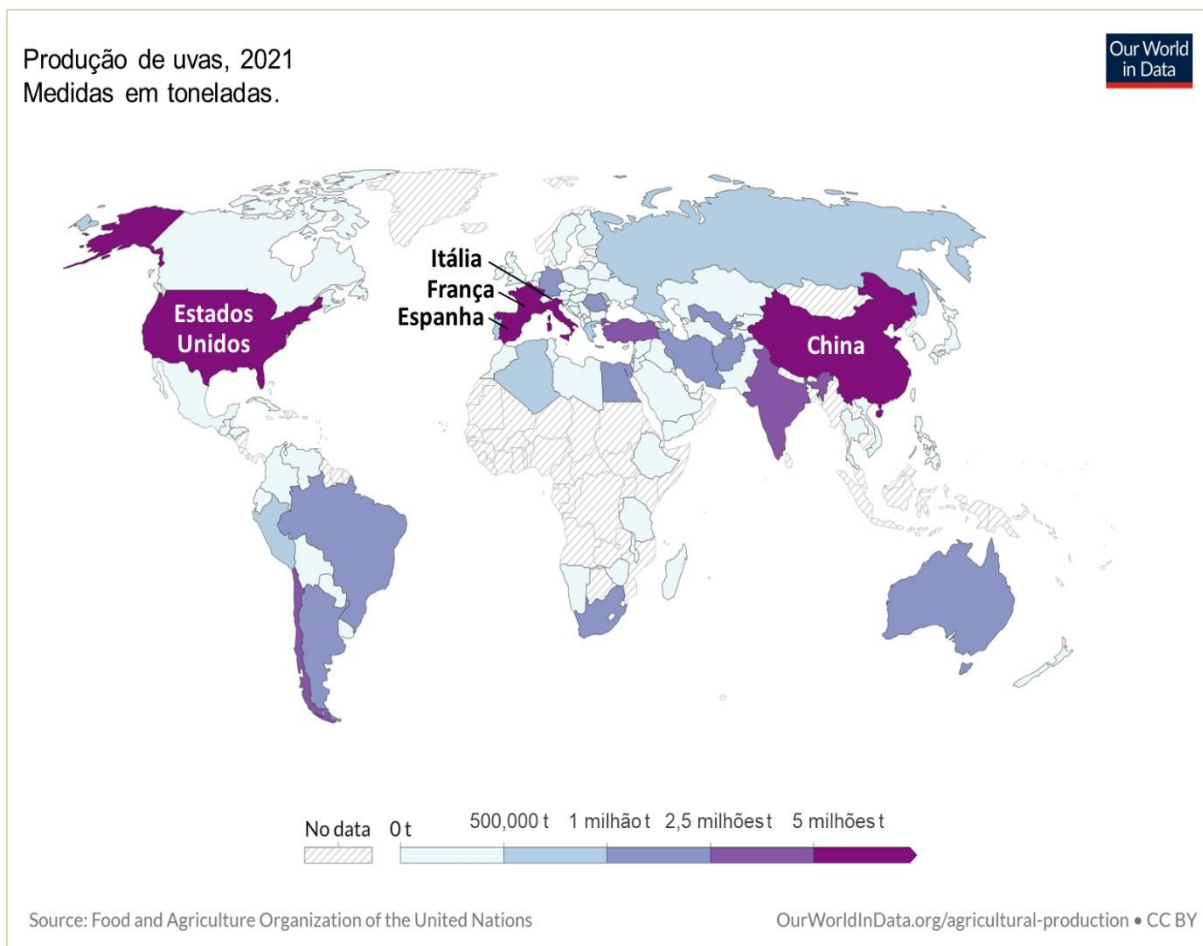 Produção de uvas, 2021
Medidas em toneladas.
Our World
in Data
Itália
França
Espanha
Estados
Unidos
China
No data
0 t
500,000 t
1 milhão t
2,5 milhões t
5 milhões t
Source: Food and Agriculture Organization of the United Nations
OurWorldInData.org/agricultural-production • CC BY